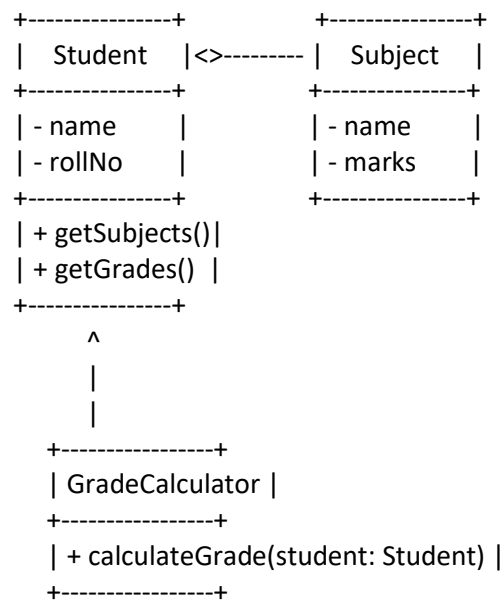 +----------------+ +----------------+
| Student |<>--------- | Subject |
+----------------+ +----------------+
| - name | | - name |
| - rollNo | | - marks |
+----------------+ +----------------+
| + getSubjects()|
| + getGrades() |
+----------------+
^
|
|
+-----------------+
| GradeCalculator |
+-----------------+
| + calculateGrade(student: Student) |
+-----------------+